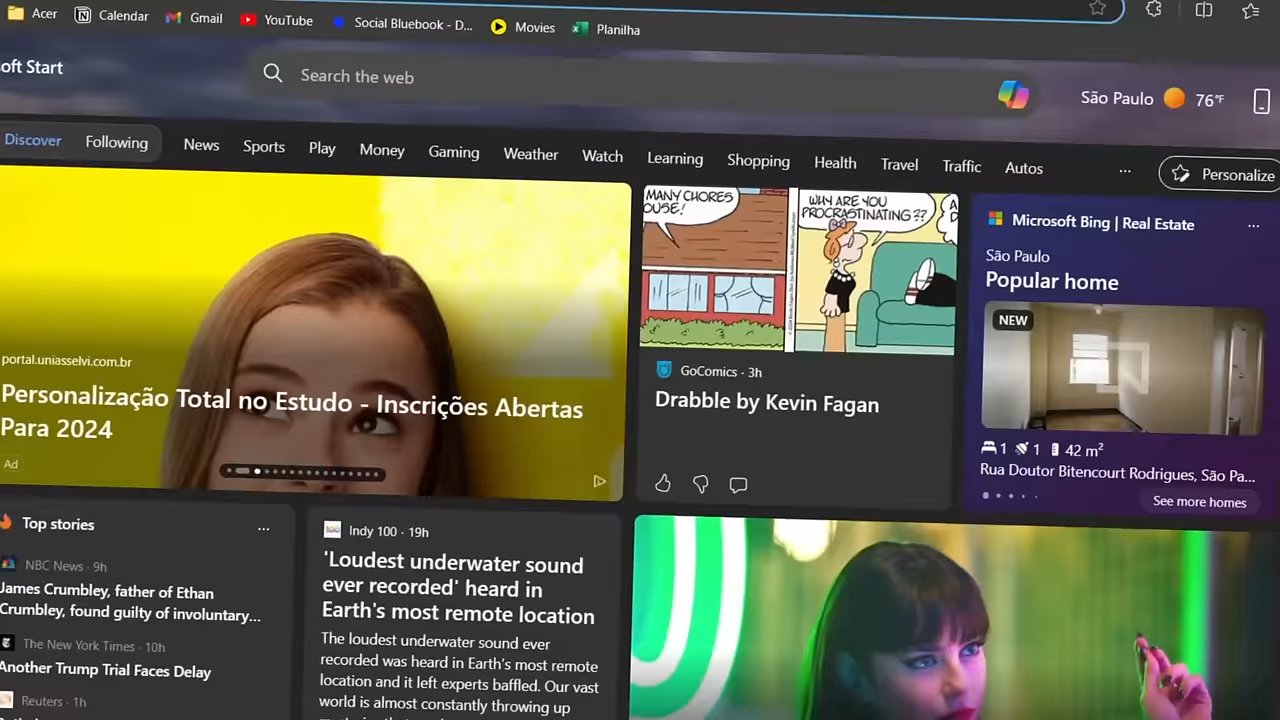 Acer
Calendar
Gmail
YouTube
Social Bluebook - D...
Movies
Planilha
oft Start
Search the web
São Paulo
76°F
Discover
Following
News
Sports
Play
Money
Gaming
Weather
Watch
Learning
Shopping
Health
Travel
Traffic
Autos
...
Personalize
portal.uniasselvi.com.br
Personalização Total no Estudo - Inscrições Abertas
Para 2024
Ad
MANY CHORES
OUSE!
WHY ARE YOU
PROCRASTINATING??
GoComics · 3h
Drabble by Kevin Fagan
Microsoft Bing | Real Estate
...
São Paulo
Popular home
NEW
1 1 42 m²
Rua Doutor Bitencourt Rodrigues, São Pa...
See more homes
Top stories
...
NBC News · 9h
James Crumbley, father of Ethan
Crumbley, found guilty of involuntary...
The New York Times · 10h
Another Trump Trial Faces Delay
Reuters · 1h
Indy 100 · 19h
'Loudest underwater sound
ever recorded' heard in
Earth's most remote location
The loudest underwater sound ever
recorded was heard in Earth's most remote
location and it left experts baffled. Our vast
world is almost constantly throwing up